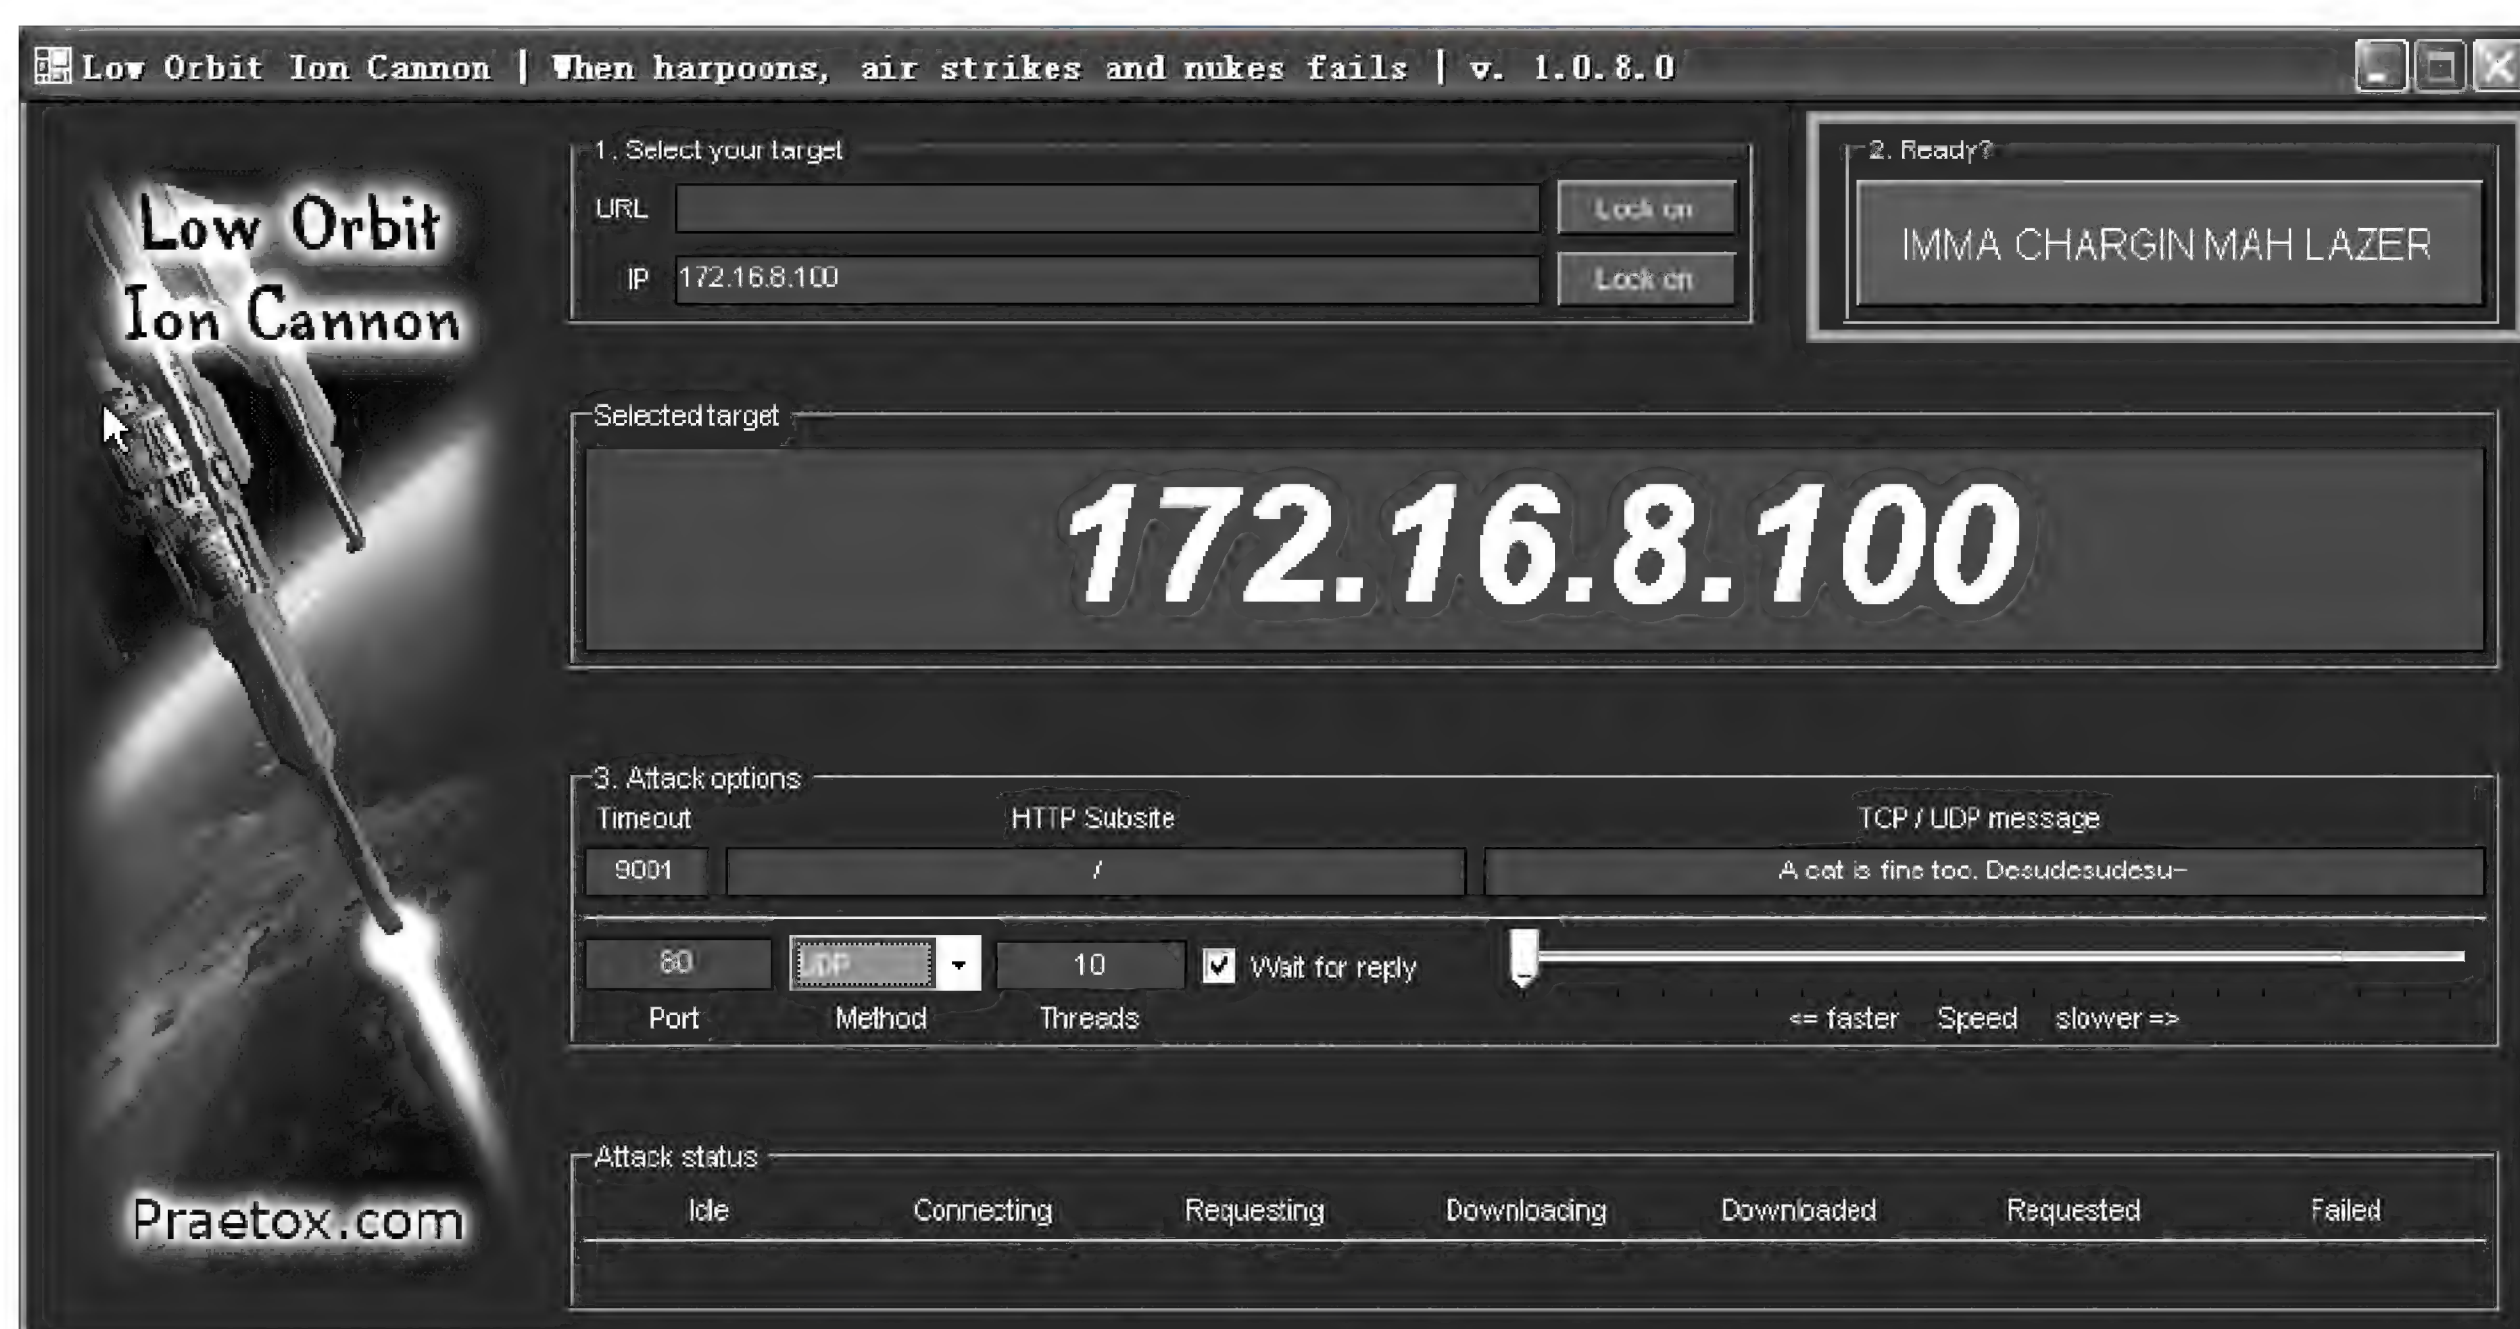 Low Orbit Ion Cannon | When harpoons, air strikes and nukes fails | v. 1.0.8.0
Low Orbit
Ion Cannon
Praetox.com
1. Select your target
URL
Lock on
IP
172.16.8.100
Lock on
2. Ready?
IMMA CHARGIN MAH LAZER
Selected target
172.16.8.100
3. Attack options
Timeout HTTP Subsite TCP / UDP message
9001 / A cat is fine too. Desudesudesu~
80 UDP 10 Wait for reply
Port Method Threads <= faster Speed slower =>
Attack status
Idle Connecting Requesting Downloading Downloaded Requested Failed